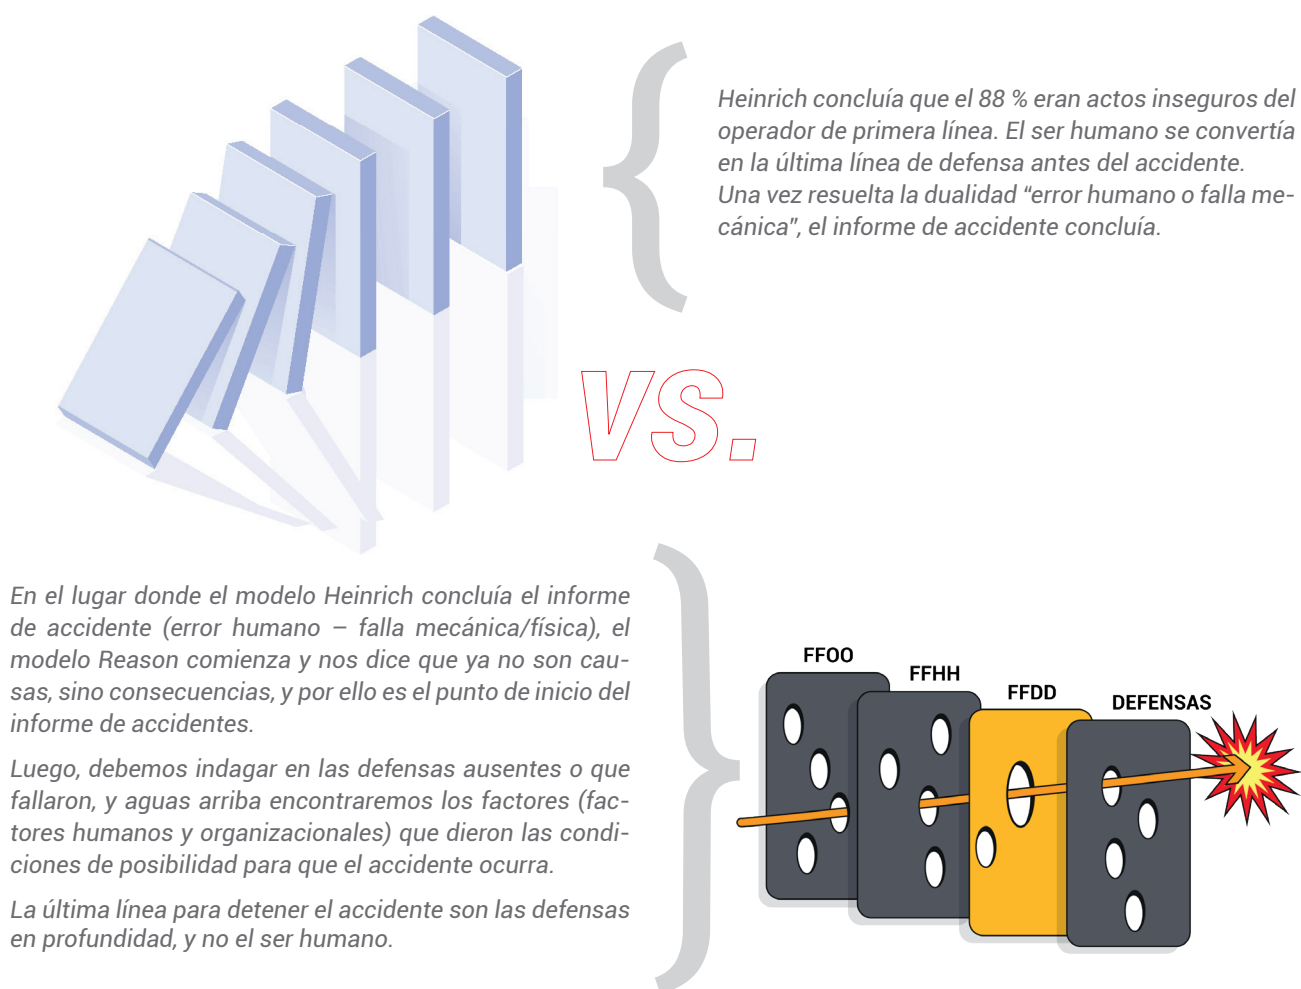 Heinrich concluía que el 88 % eran actos inseguros del
operador de primera línea. El ser humano se convertía
en la última línea de defensa antes del accidente.
Una vez resuelta la dualidad “error humano o falla me-
cánica”, el informe de accidente concluía.
VS.
En el lugar donde el modelo Heinrich concluía el informe
de accidente (error humano – falla mecánica/física), el
modelo Reason comienza y nos dice que ya no son cau-
sas, sino consecuencias, y por ello es el punto de inicio del
informe de accidentes.
Luego, debemos indagar en las defensas ausentes o que
fallaron, y aguas arriba encontraremos los factores (fac-
tores humanos y organizacionales) que dieron las condi-
ciones de posibilidad para que el accidente ocurra.
La última línea para detener el accidente son las defensas
en profundidad, y no el ser humano.
FFOO
FFHH
FFDD
DEFENSAS